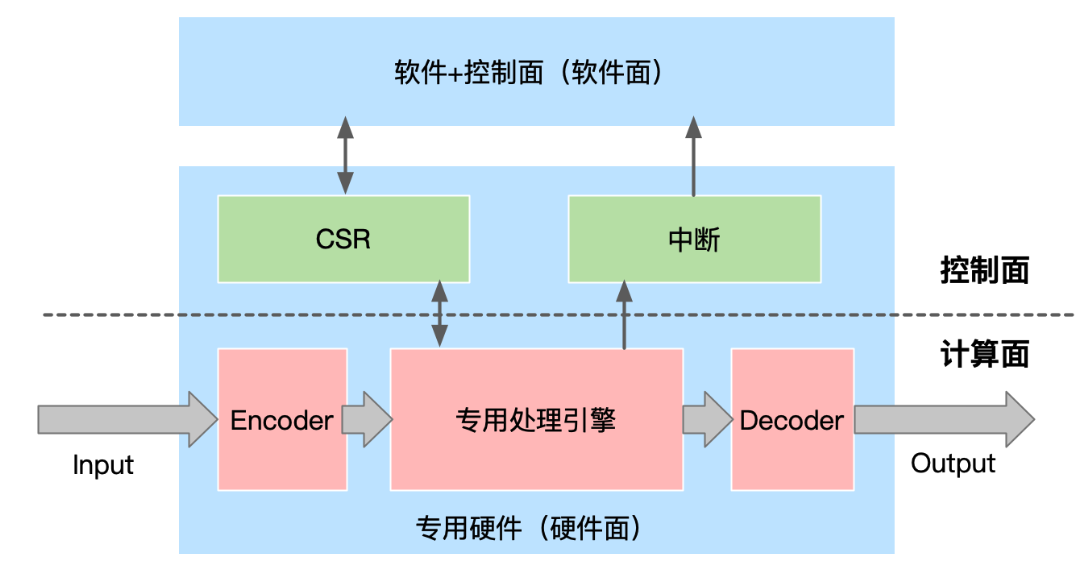 软件+控制面（软件面）
CSR
中断
控制面
计算面
Encoder
专用处理引擎
Decoder
Input
Output
专用硬件（硬件面）